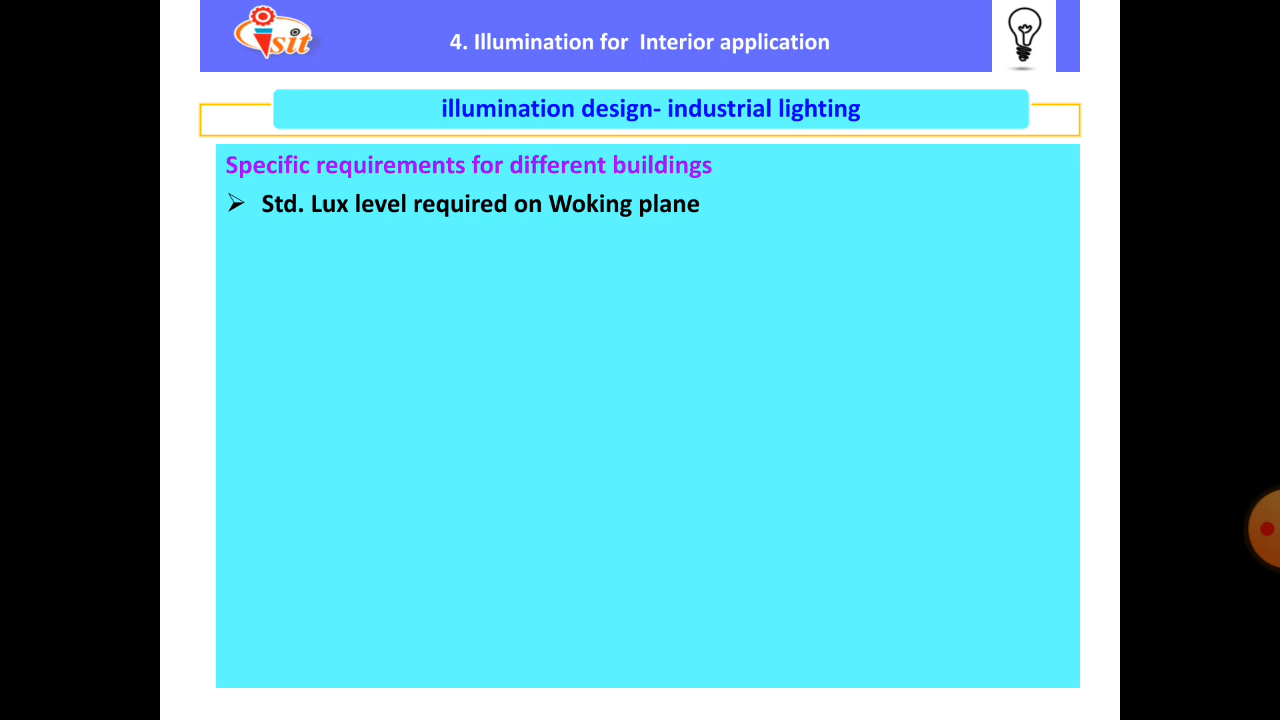 isit
4. Illumination for Interior application
illumination design- industrial lighting
Specific requirements for different buildings
➢ Std. Lux level required on Woking plane